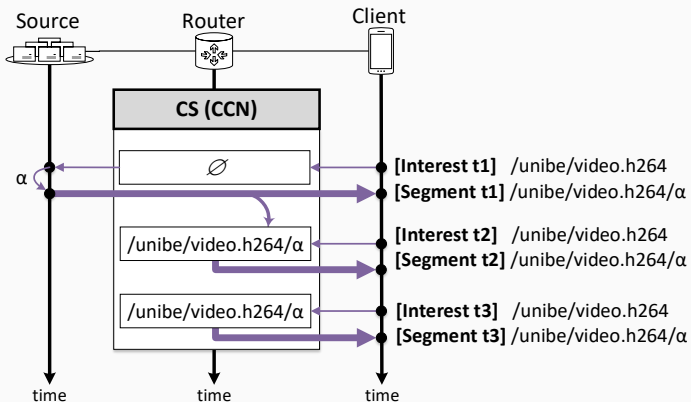 Source
Router
Client
CS (CCN)
∅
[Interest t1] /unibe/video.h264
α
[Segment t1] /unibe/video.h264/α
/unibe/video.h264/α
[Interest t2] /unibe/video.h264
[Segment t2] /unibe/video.h264/α
/unibe/video.h264/α
[Interest t3] /unibe/video.h264
[Segment t3] /unibe/video.h264/α
time
time
time